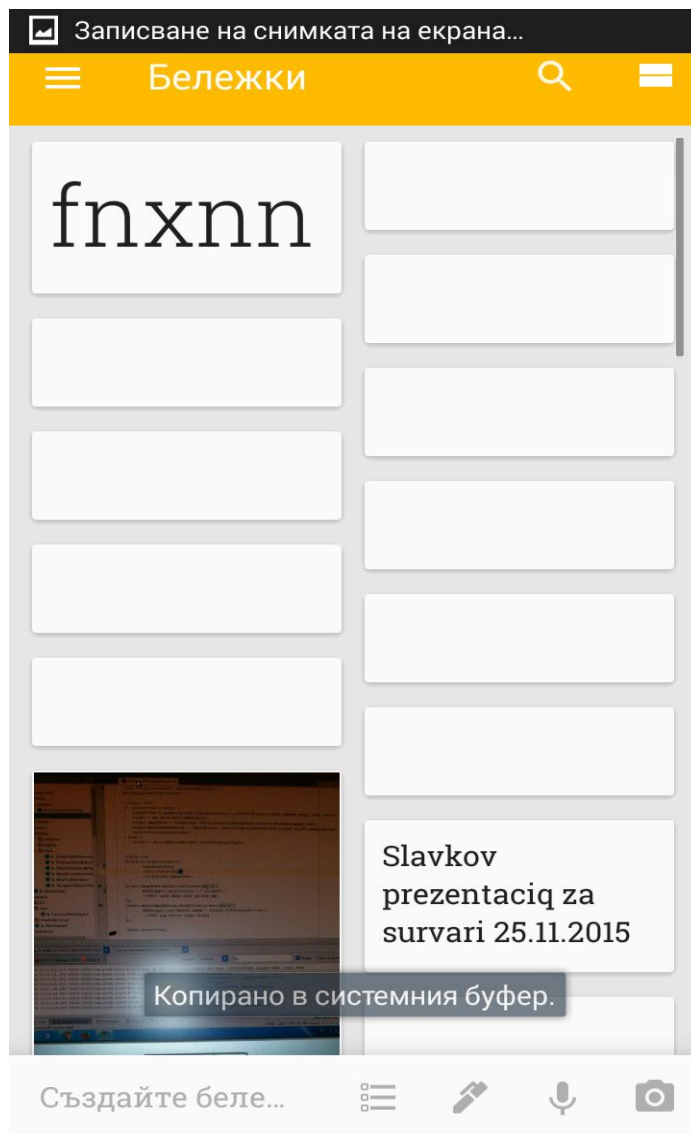 Записване на снимката на екрана...
Бележки
fnxnn
Slavkov
prezentaciq za
survari 25.11.2015
Копирано в системния буфер.
Създайте беле...